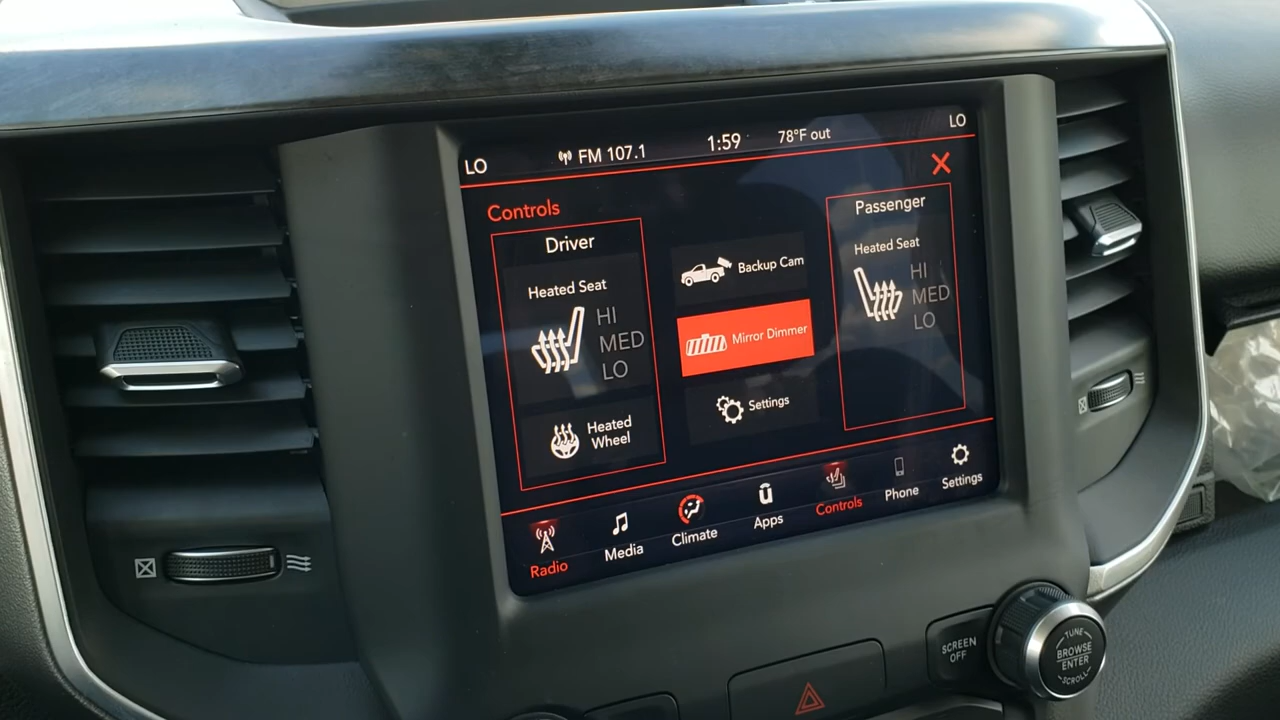 LO
FM 107.1
1:59
78°F out
LO
Controls
Driver
Heated Seat
HI
MED
LO
Heated
Wheel
Backup Cam
Mirror Dimmer
Settings
Passenger
Heated Seat
HI
MED
LO
Radio
Media
Climate
Apps
Controls
Phone
Settings
SCREEN
OFF
TUNE
BROWSE
ENTER
SCROLL